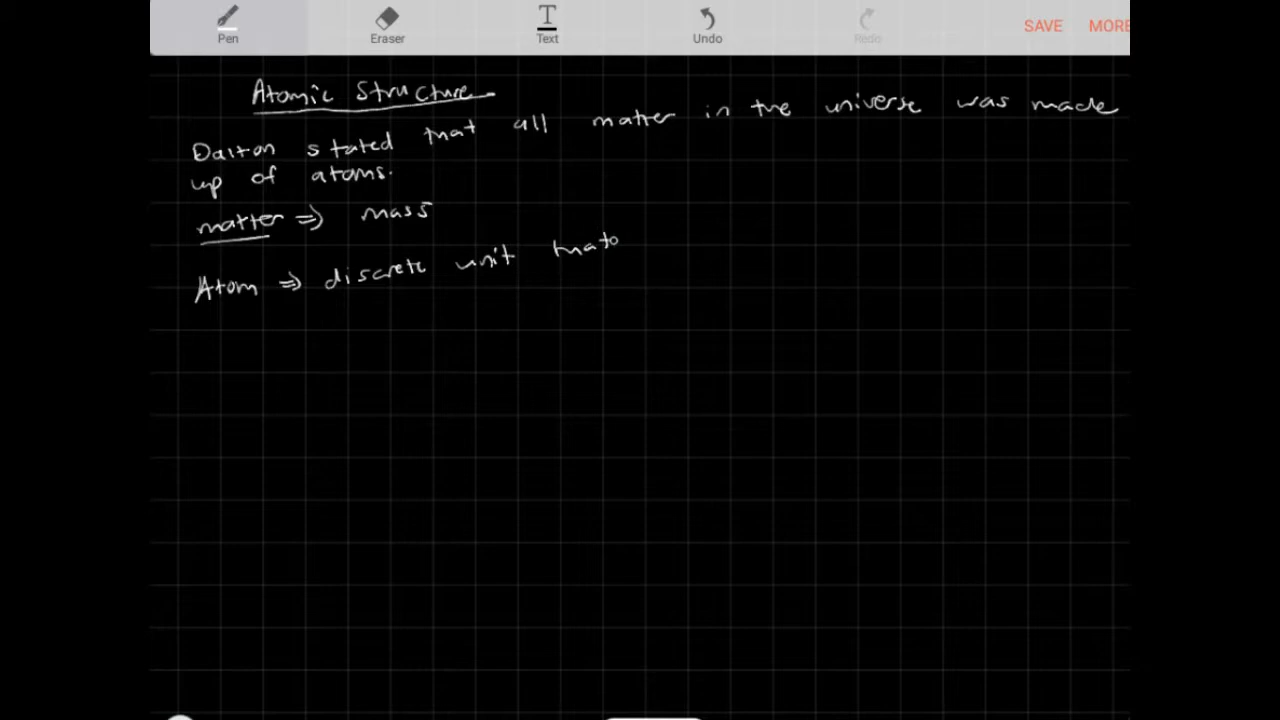 Pen Eraser Text Undo Redo SAVE MORE
Atomic Structure
Dalton stated that all matter in the universe was made
up of atoms.
matter => mass
Atom => discrete unit